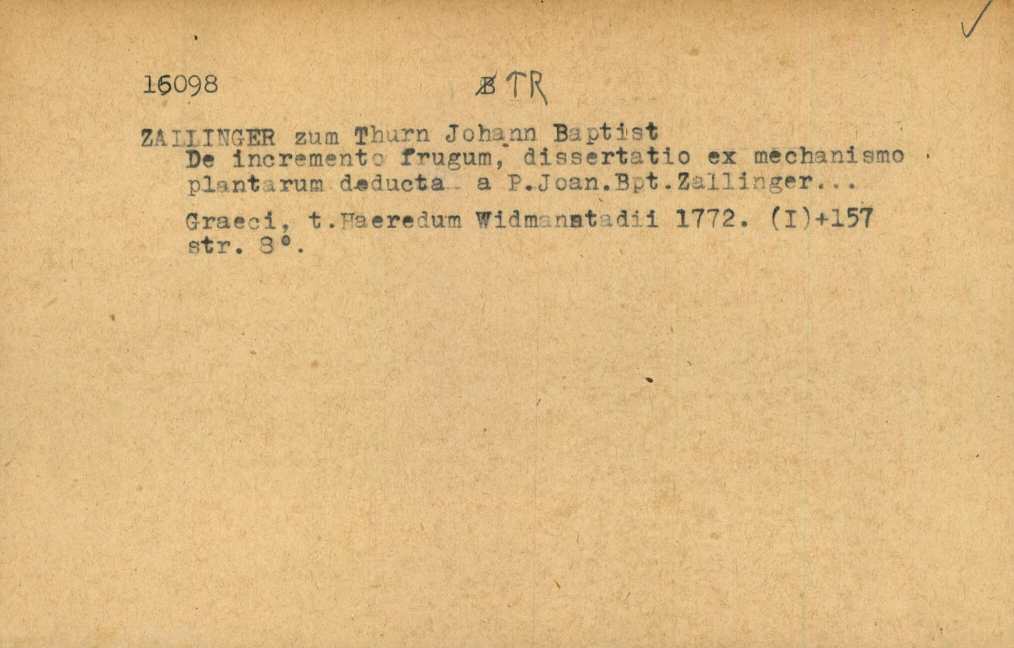 16098 B TR
ZALLINGER zum Thurn Johann Baptist
De incremento frugum, dissertatio ex mechanismo
plantarum deducta a P.Joan.Bpt.Zallinger...
Graeci, t.Haeredum Widmanstadii 1772. (I)+157
str. 8°.